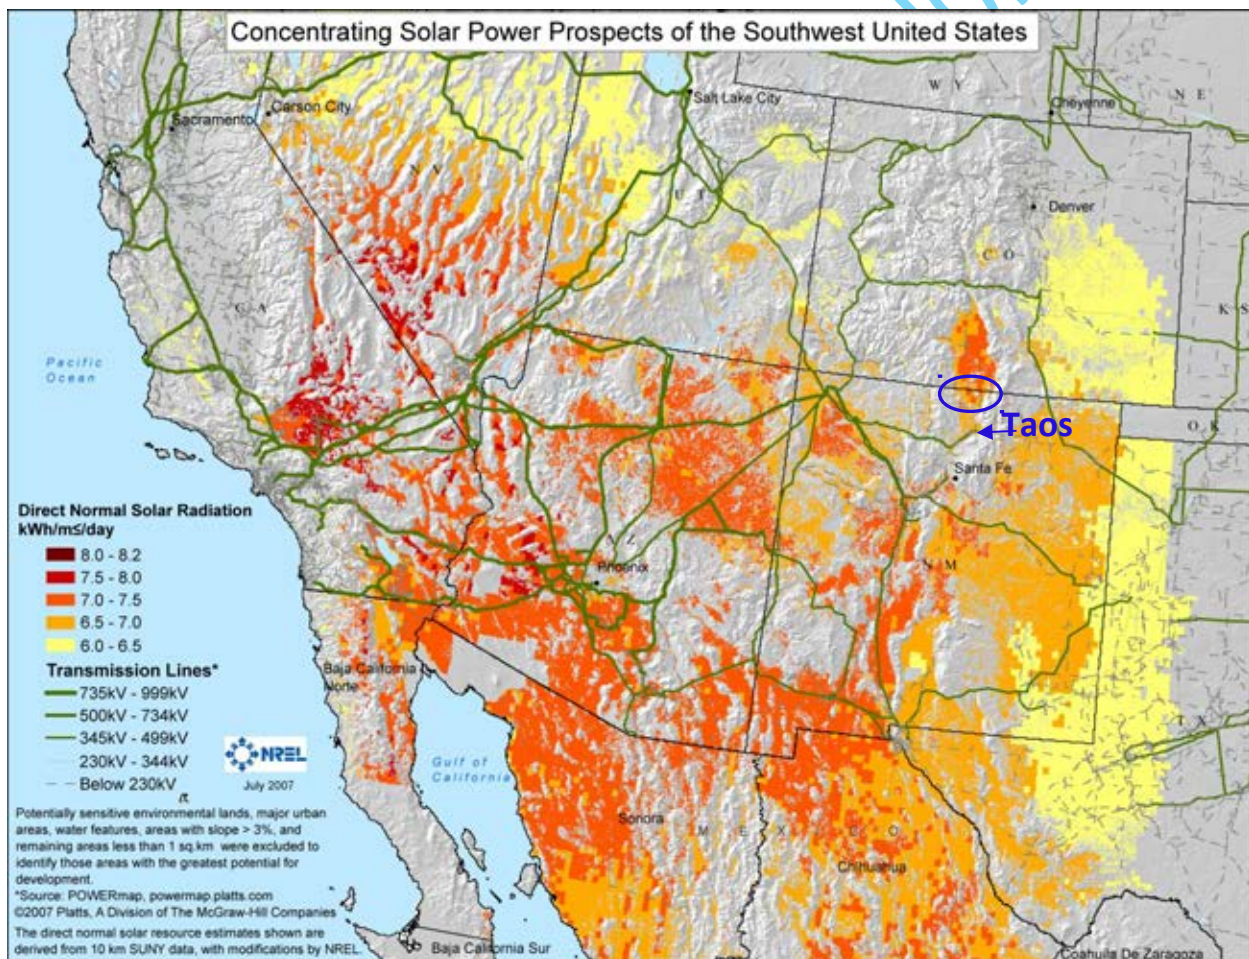 Concentrating Solar Power Prospects of the Southwest United States
W Y
N E
Salt Lake City
Cheyenne
Carson City
Sacramento
N V
U T
Denver
C O
C A
K S
Pacific
Ocean
O K
Taos
Santa Fe
A Z
N M
Phoenix
Direct Normal Solar Radiation
kWh/m≤/day
8.0 - 8.2
7.5 - 8.0
7.0 - 7.5
6.5 - 7.0
6.0 - 6.5
Baja California
Norte
T X
Transmission Lines*
735kV - 999kV
500kV - 734kV
345kV - 499kV
230kV - 344kV
Below 230kV
NREL
July 2007
Gulf of
California
Sonora
M E X I C O
Chihuahua
Potentially sensitive environmental lands, major urban
areas, water features, areas with slope > 3%, and
remaining areas less than 1 sq.km were excluded to
identify those areas with the greatest potential for
development.
*Source: POWERmap, powermap.platts.com
©2007 Platts, A Division of The McGraw-Hill Companies
The direct normal solar resource estimates shown are
derived from 10 km SUNY data, with modifications by NREL.
Baja California Sur
Coahuila De Zaragoza